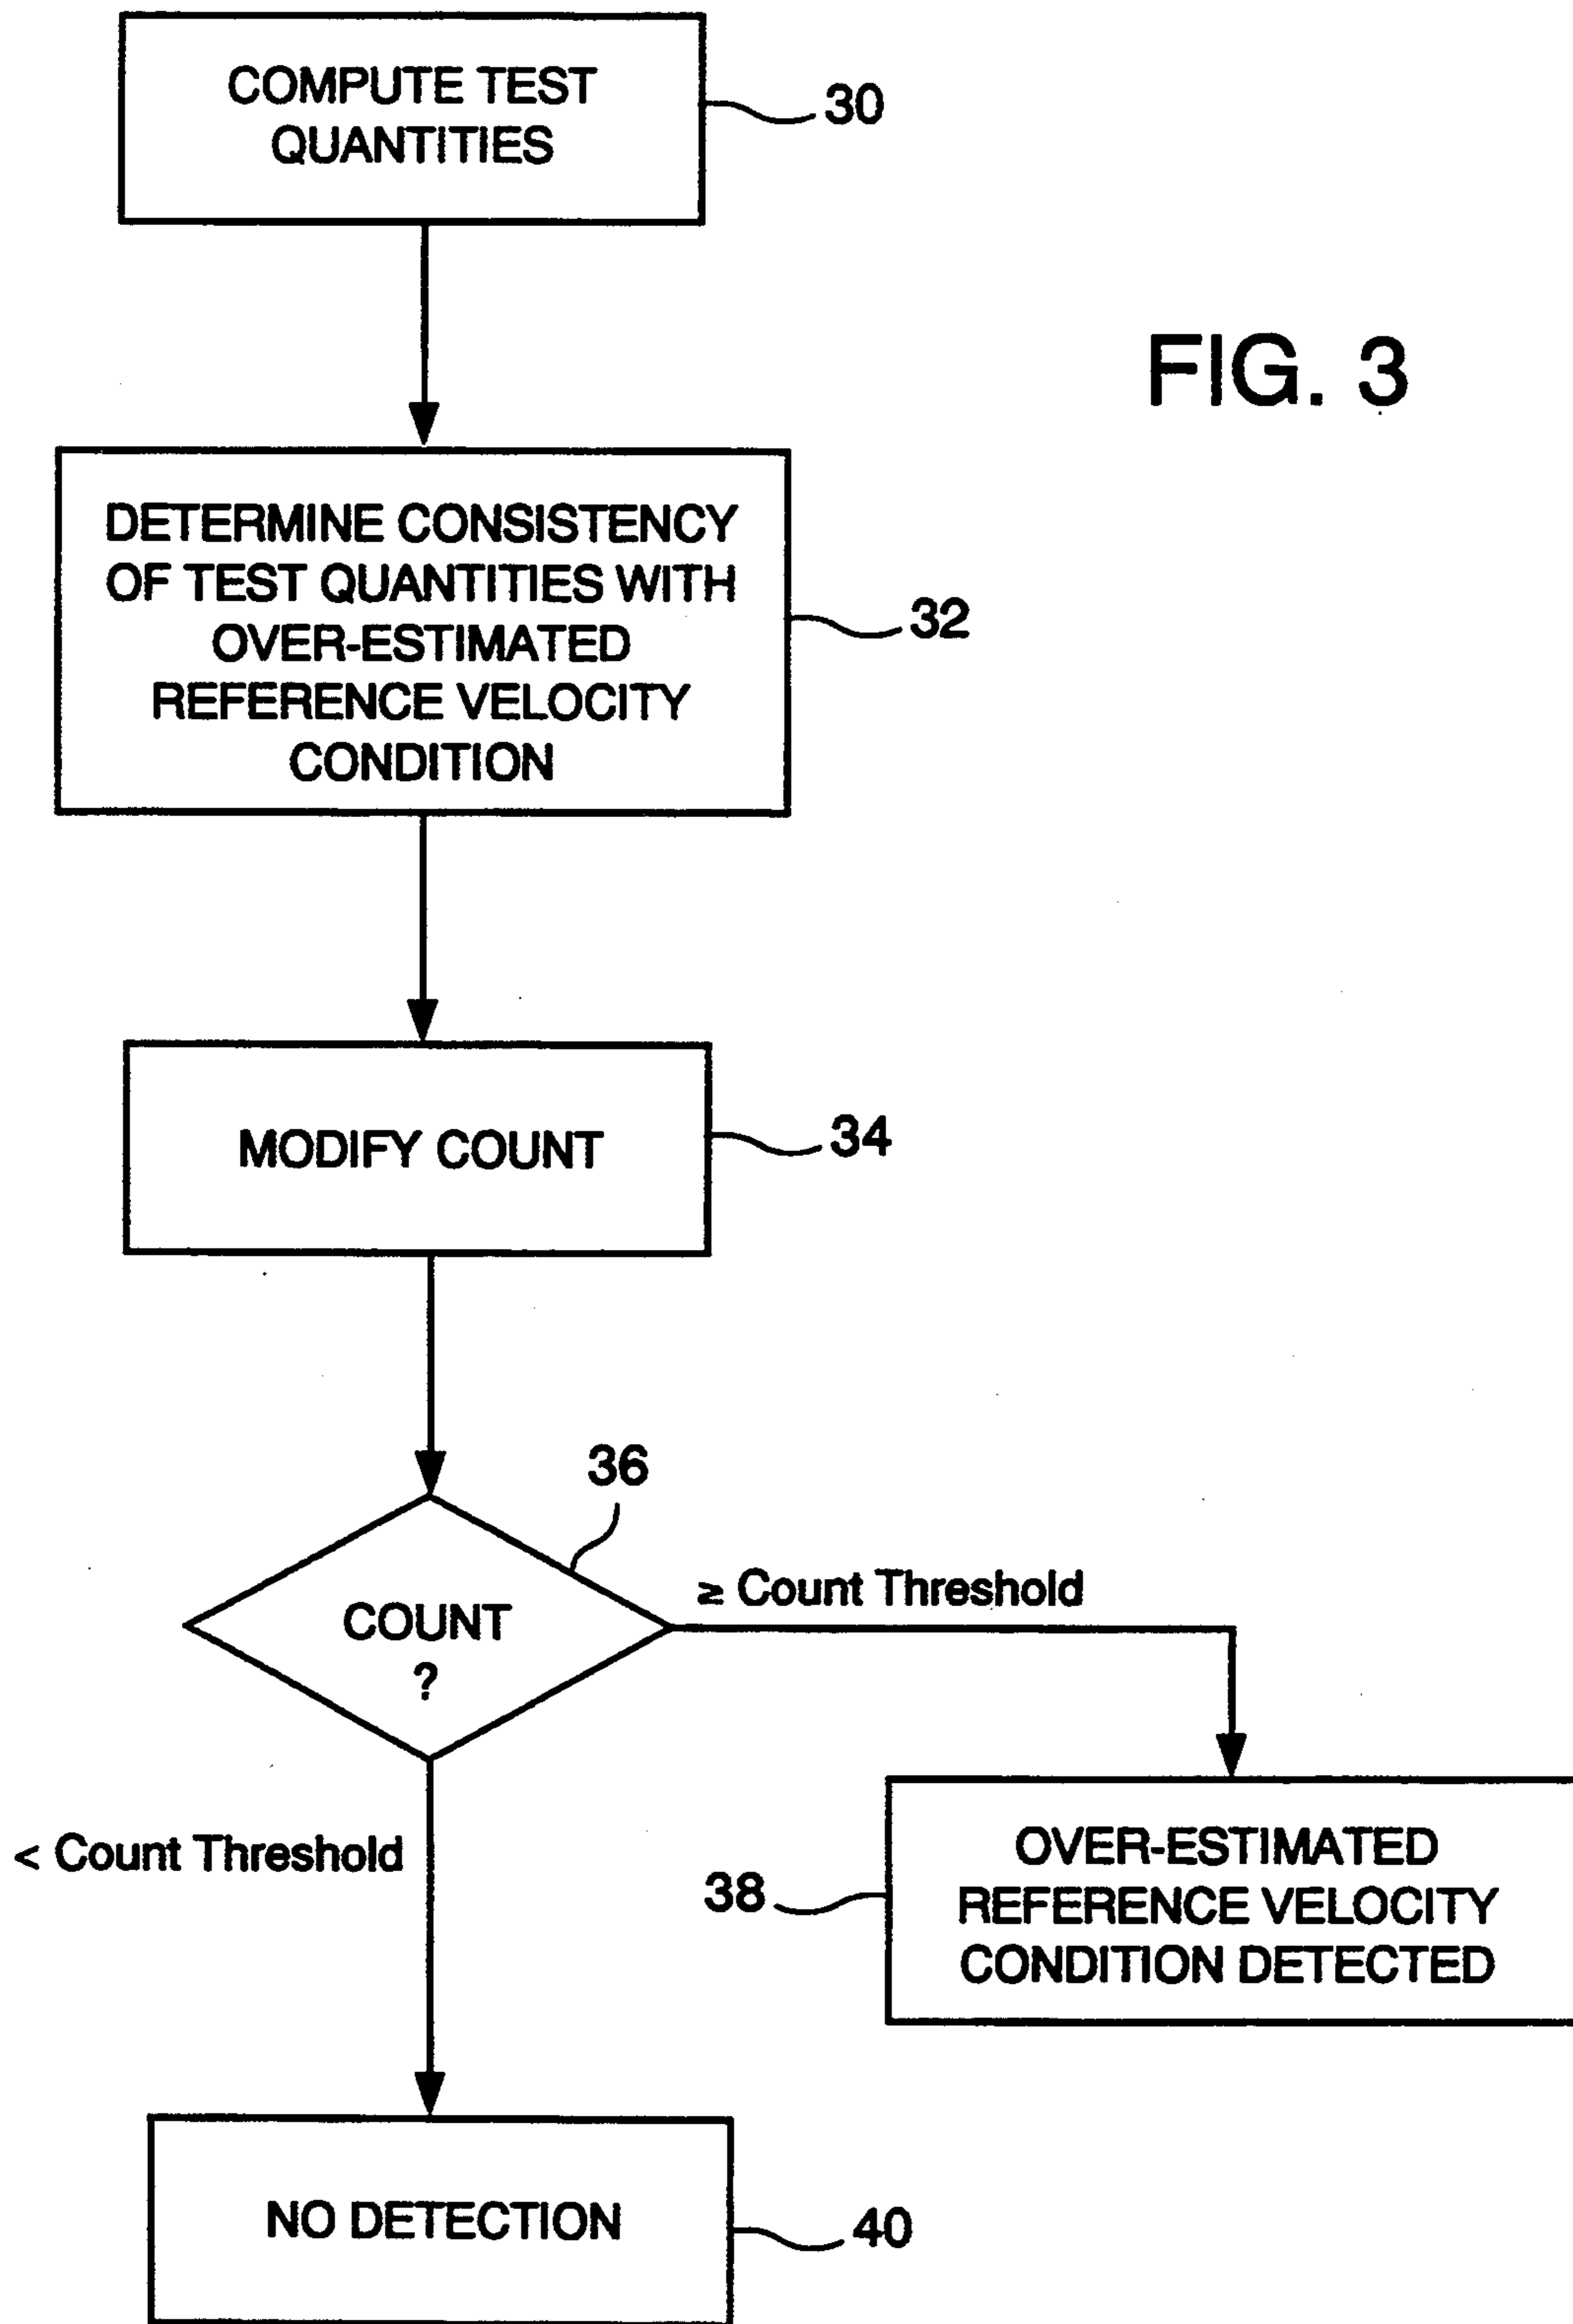 COMPUTE TEST
QUANTITIES
30
FIG. 3
DETERMINE CONSISTENCY
OF TEST QUANTITIES WITH
OVER-ESTIMATED
REFERENCE VELOCITY
CONDITION
32
MODIFY COUNT
34
36
COUNT
?
≥ Count Threshold
< Count Threshold
38
OVER-ESTIMATED
REFERENCE VELOCITY
CONDITION DETECTED
NO DETECTION
40